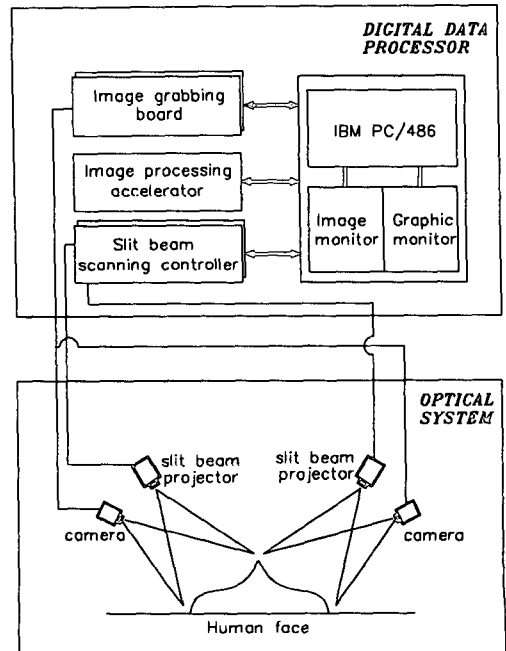 DIGITAL DATA
PROCESSOR
Image grabbing
board
IBM PC/486
Image processing
accelerator
Image
monitor
Graphic
monitor
Slit beam
scanning controller
OPTICAL
SYSTEM
slit beam
projector
slit beam
projector
camera
camera
Human face